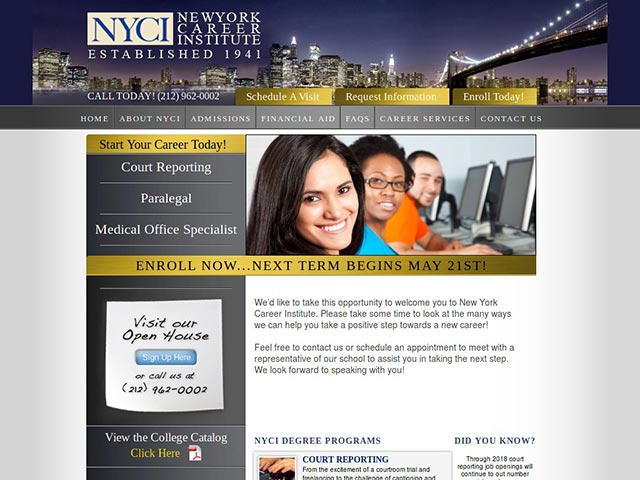 NYCI NEW YORK
CAREER
INSTITUTE
ESTABLISHED 1941
CALL TODAY! (212) 962-0002
Schedule A Visit
Request Information
Enroll Today!
HOME
ABOUT NYCI
ADMISSIONS
FINANCIAL AID
FAQS
CAREER SERVICES
CONTACT US
Start Your Career Today!
Court Reporting
Paralegal
Medical Office Specialist
ENROLL NOW...NEXT TERM BEGINS MAY 21ST!
Visit our
Open House
Sign Up Here
or call us at
(212) 962-0002
View the College Catalog
Click Here
We'd like to take this opportunity to welcome you to New York
Career Institute. Please take some time to look at the many ways
we can help you take a positive step towards a new career!
Feel free to contact us or schedule an appointment to meet with a
representative of our school to assist you in taking the next step.
We look forward to speaking with you!
NYCI DEGREE PROGRAMS
COURT REPORTING
From the excitement of a courtroom trial and
freelancing to the challenge of captioning and
DID YOU KNOW?
Through 2018 court
reporting job openings will
continue to out number